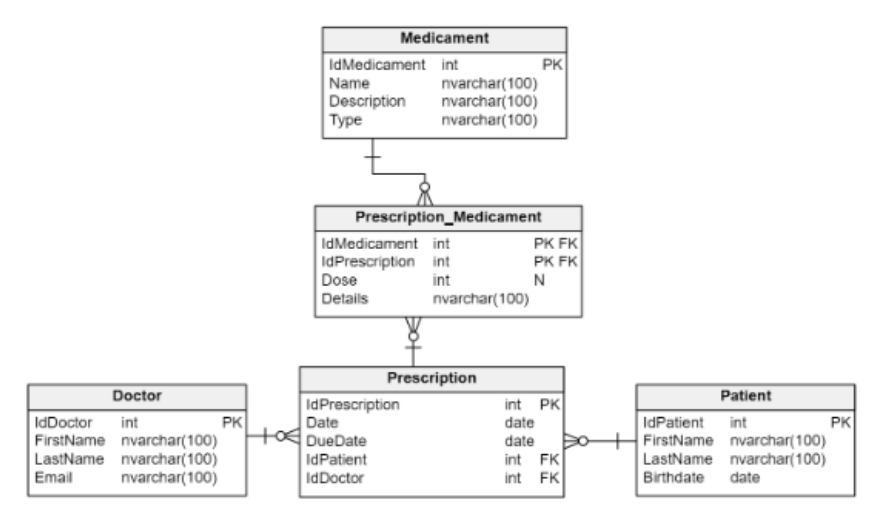 Medicament
IdMedicament int PK
Name nvarchar(100)
Description nvarchar(100)
Type nvarchar(100)
Prescription_Medicament
IdMedicament int PK FK
IdPrescription int PK FK
Dose int N
Details nvarchar(100)
Doctor
IdDoctor int PK
FirstName nvarchar(100)
LastName nvarchar(100)
Email nvarchar(100)
Prescription
IdPrescription int PK
Date date
DueDate date
IdPatient int FK
IdDoctor int FK
Patient
IdPatient int PK
FirstName nvarchar(100)
LastName nvarchar(100)
Birthdate date